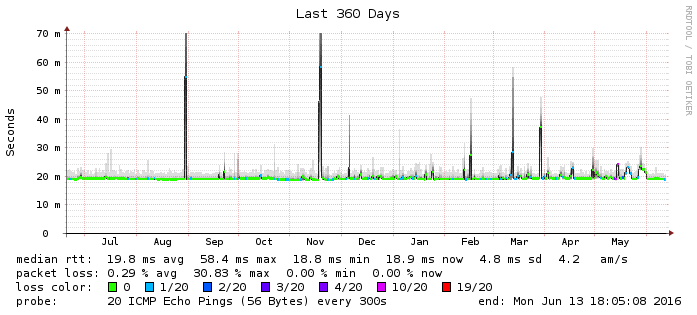 Last 360 Days
RRDTOOL / TOBI OETIKER
Seconds
70 m
60 m
50 m
40 m
30 m
20 m
10 m
0
Jul Aug Sep Oct Nov Dec Jan Feb Mar Apr May
median rtt: 19.8 ms avg 58.4 ms max 18.8 ms min 18.9 ms now 4.8 ms sd 4.2 am/s
packet loss: 0.29 % avg 30.83 % max 0.00 % min 0.00 % now
loss color: 0 1/20 2/20 3/20 4/20 10/20 19/20
probe: 20 ICMP Echo Pings (56 Bytes) every 300s end: Mon Jun 13 18:05:08 2016